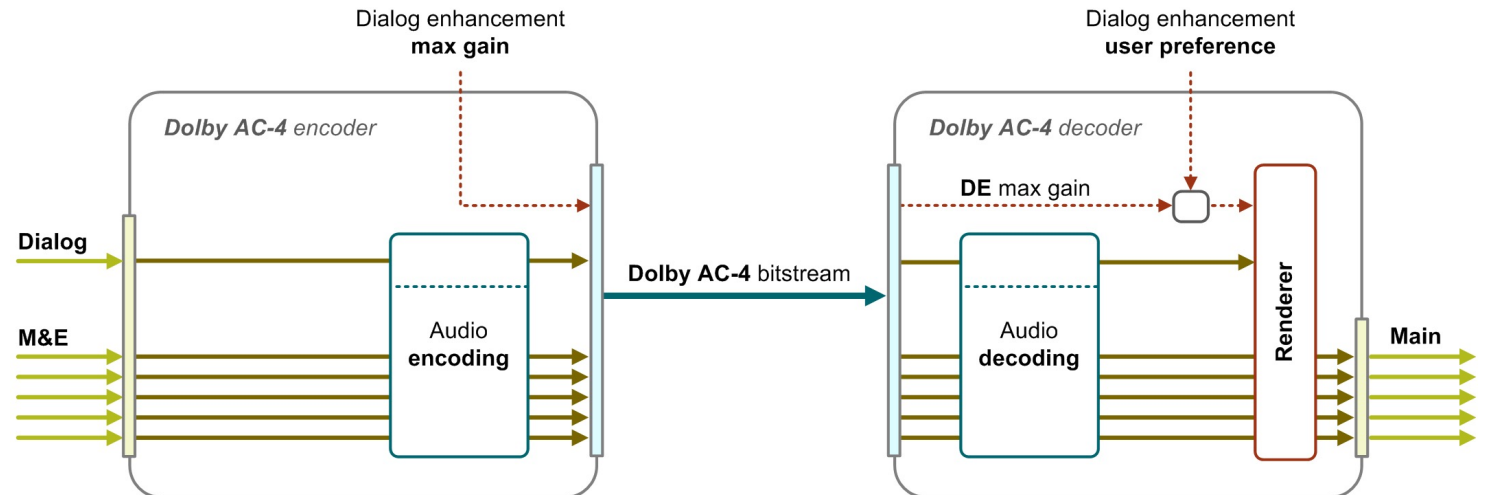 Dialog enhancement
max gain
Dialog enhancement
user preference
Dolby AC-4 encoder
Dolby AC-4 decoder
DE max gain
Dialog
Dolby AC-4 bitstream
M&E
Audio
encoding
Audio
decoding
Renderer
Main